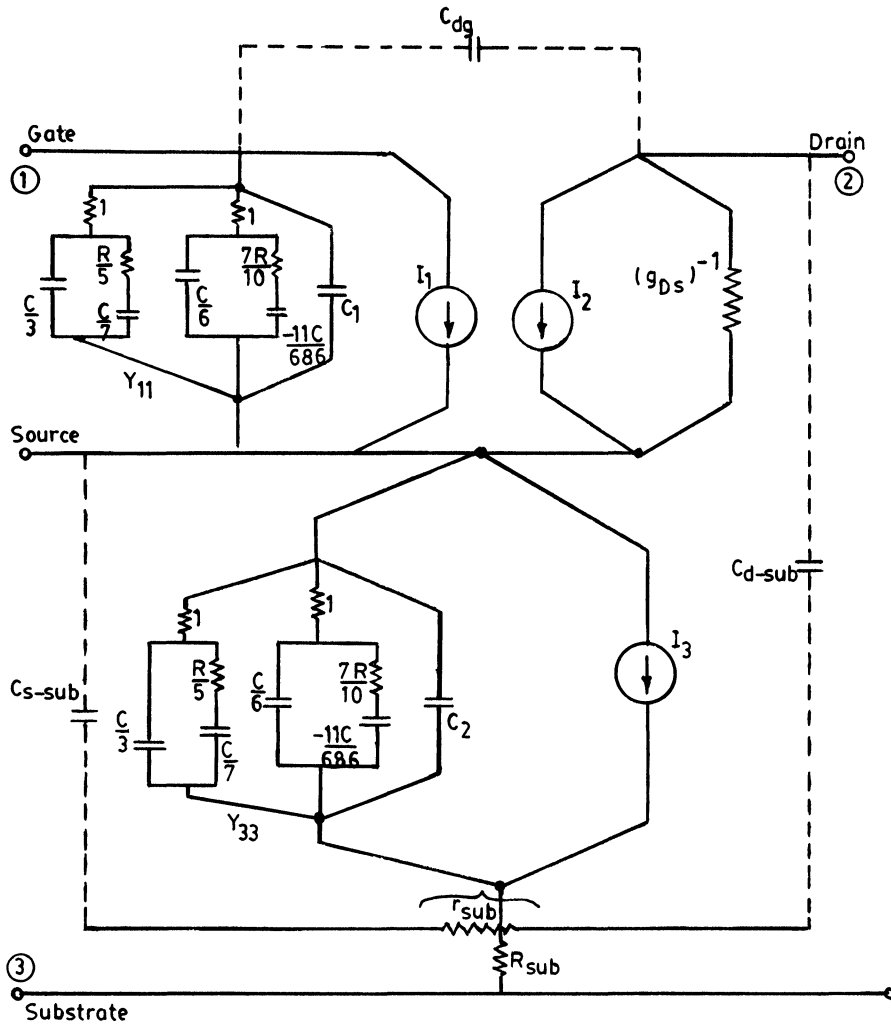 C_dg
Gate
Drain
①
②
1
1
R/5
C/3
C/7
7R/10
C/6
-11C/686
C_1
I_1
I_2
(g_Ds)^-1
Y_11
Source
C_d-sub
1
1
C_s-sub
R/5
C/3
C/7
C/6
7R/10
-11C/686
C_2
I_3
Y_33
r_sub
R_sub
③
Substrate